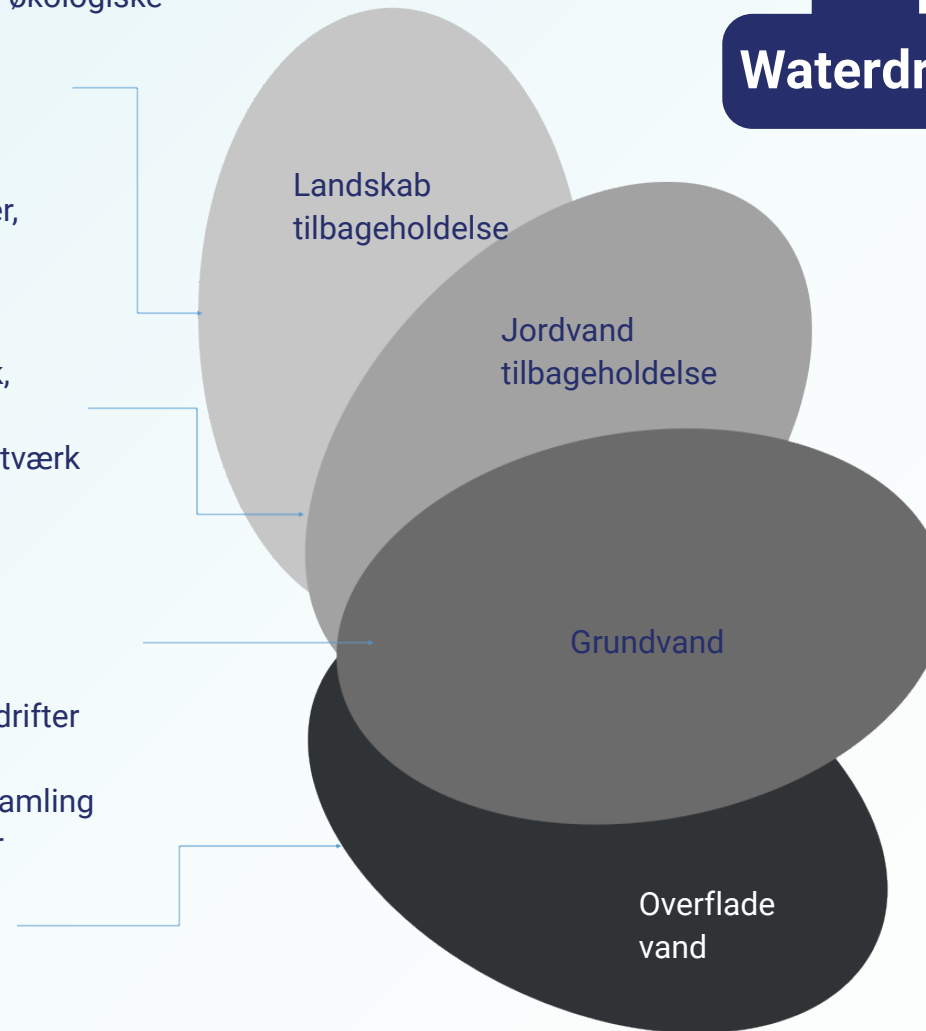 økologiske
Waterdr
Landskab
tilbageholdelse
er,
Jordvand
tilbageholdelse
k,
tværk
Grundvand
drifter
amling
r
Overflade
vand